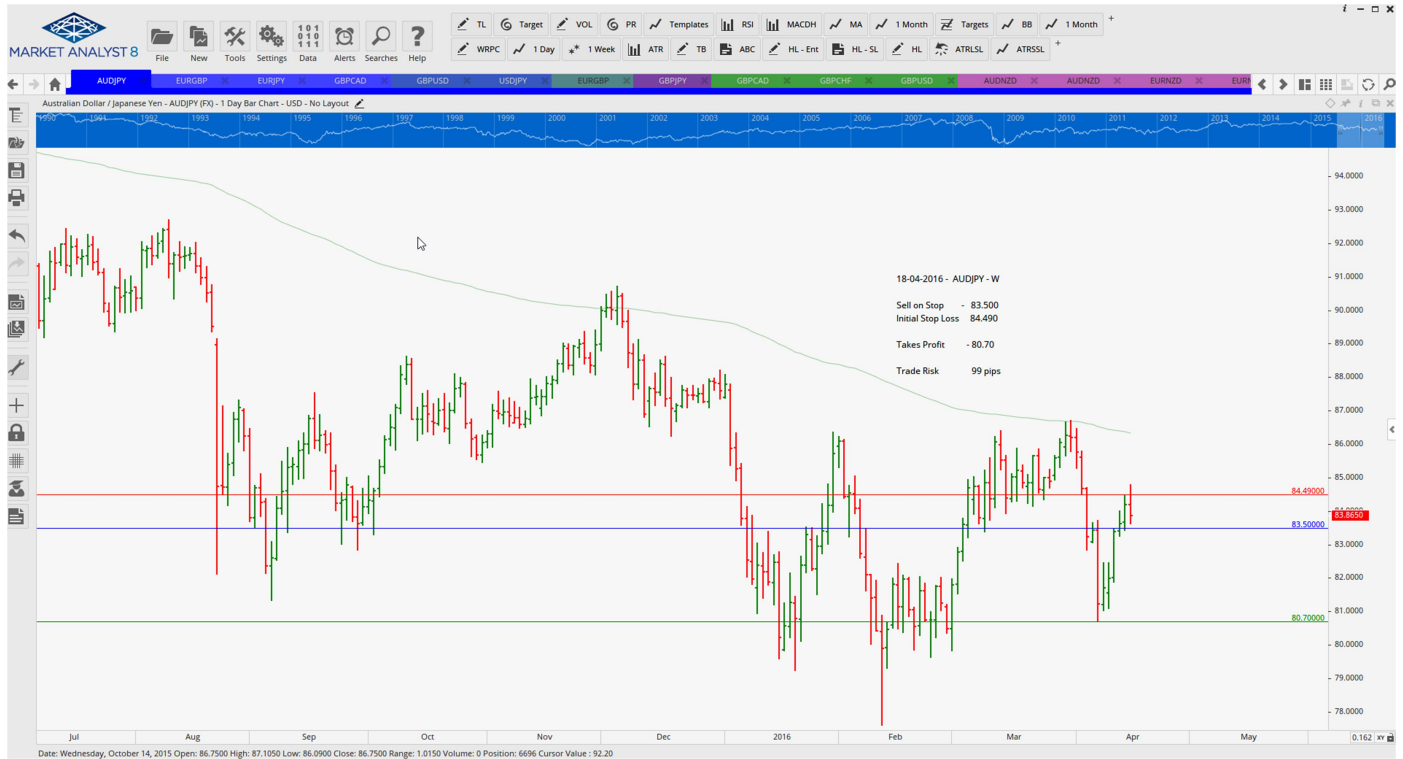 i
TL Target VOL PR Templates RSI MACDH MA 1 Month Targets BB 1 Month +
MARKET ANALYST 8
File New Tools Settings Data Alerts Searches Help
WRPC 1 Day 1 Week ATR TB ABC HL - Ent HL - SL HL ATRLSL ATRSSL +
AUDJPY EURGBP EURJPY GBPCAD GBPUSD USDJPY EURGBP GBPJPY GBPCAD GBPCHF GBPUSD AUDNZD AUDNZD EURNZD
Australian Dollar / Japanese Yen - AUDJPY (FX) - 1 Day Bar Chart - USD - No Layout
1990 1991 1992 1993 1994 1995 1996 1997 1998 1999 2000 2001 2002 2003 2004 2005 2006 2007 2008 2009 2010 2011 2012 2013 2014 2015 2016
94.0000
93.0000
92.0000
91.0000
90.0000
89.0000
88.0000
87.0000
86.0000
85.0000
83.8650
83.0000
82.0000
81.0000
80.0000
79.0000
78.0000
18-04-2016 - AUDJPY - W
Sell on Stop - 83.500
Initial Stop Loss 84.490
Takes Profit - 80.70
Trade Risk 99 pips
84.49000
83.50000
80.70000
Jul Aug Sep Oct Nov Dec 2016 Feb Mar Apr May
0.162 XY
Date: Wednesday, October 14, 2015 Open: 86.7500 High: 87.1050 Low: 86.0900 Close: 86.7500 Range: 1.0150 Volume: 0 Position: 6696 Cursor Value : 92.20